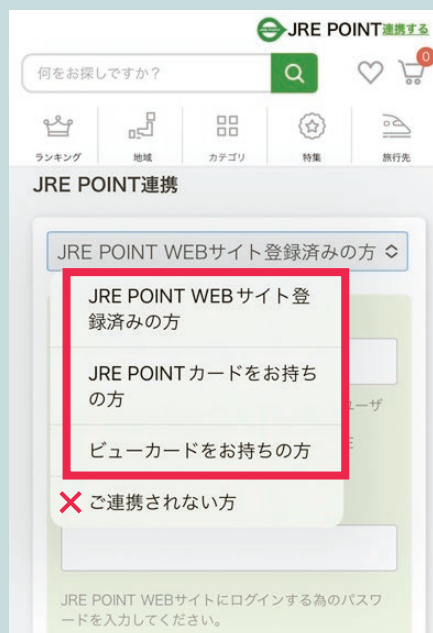 JRE POINT連携する
何をお探しですか？
0
ランキング
地域
カテゴリ
特集
旅行先
JRE POINT連携
JRE POINT WEBサイト登録済みの方
JRE POINT WEBサイト登
録済みの方
JRE POINTカードをお持ち
の方
ユーザ
ビューカードをお持ちの方
ご連携されない方
JRE POINT WEBサイトにログインする為のパスワ
ードを入力してください。